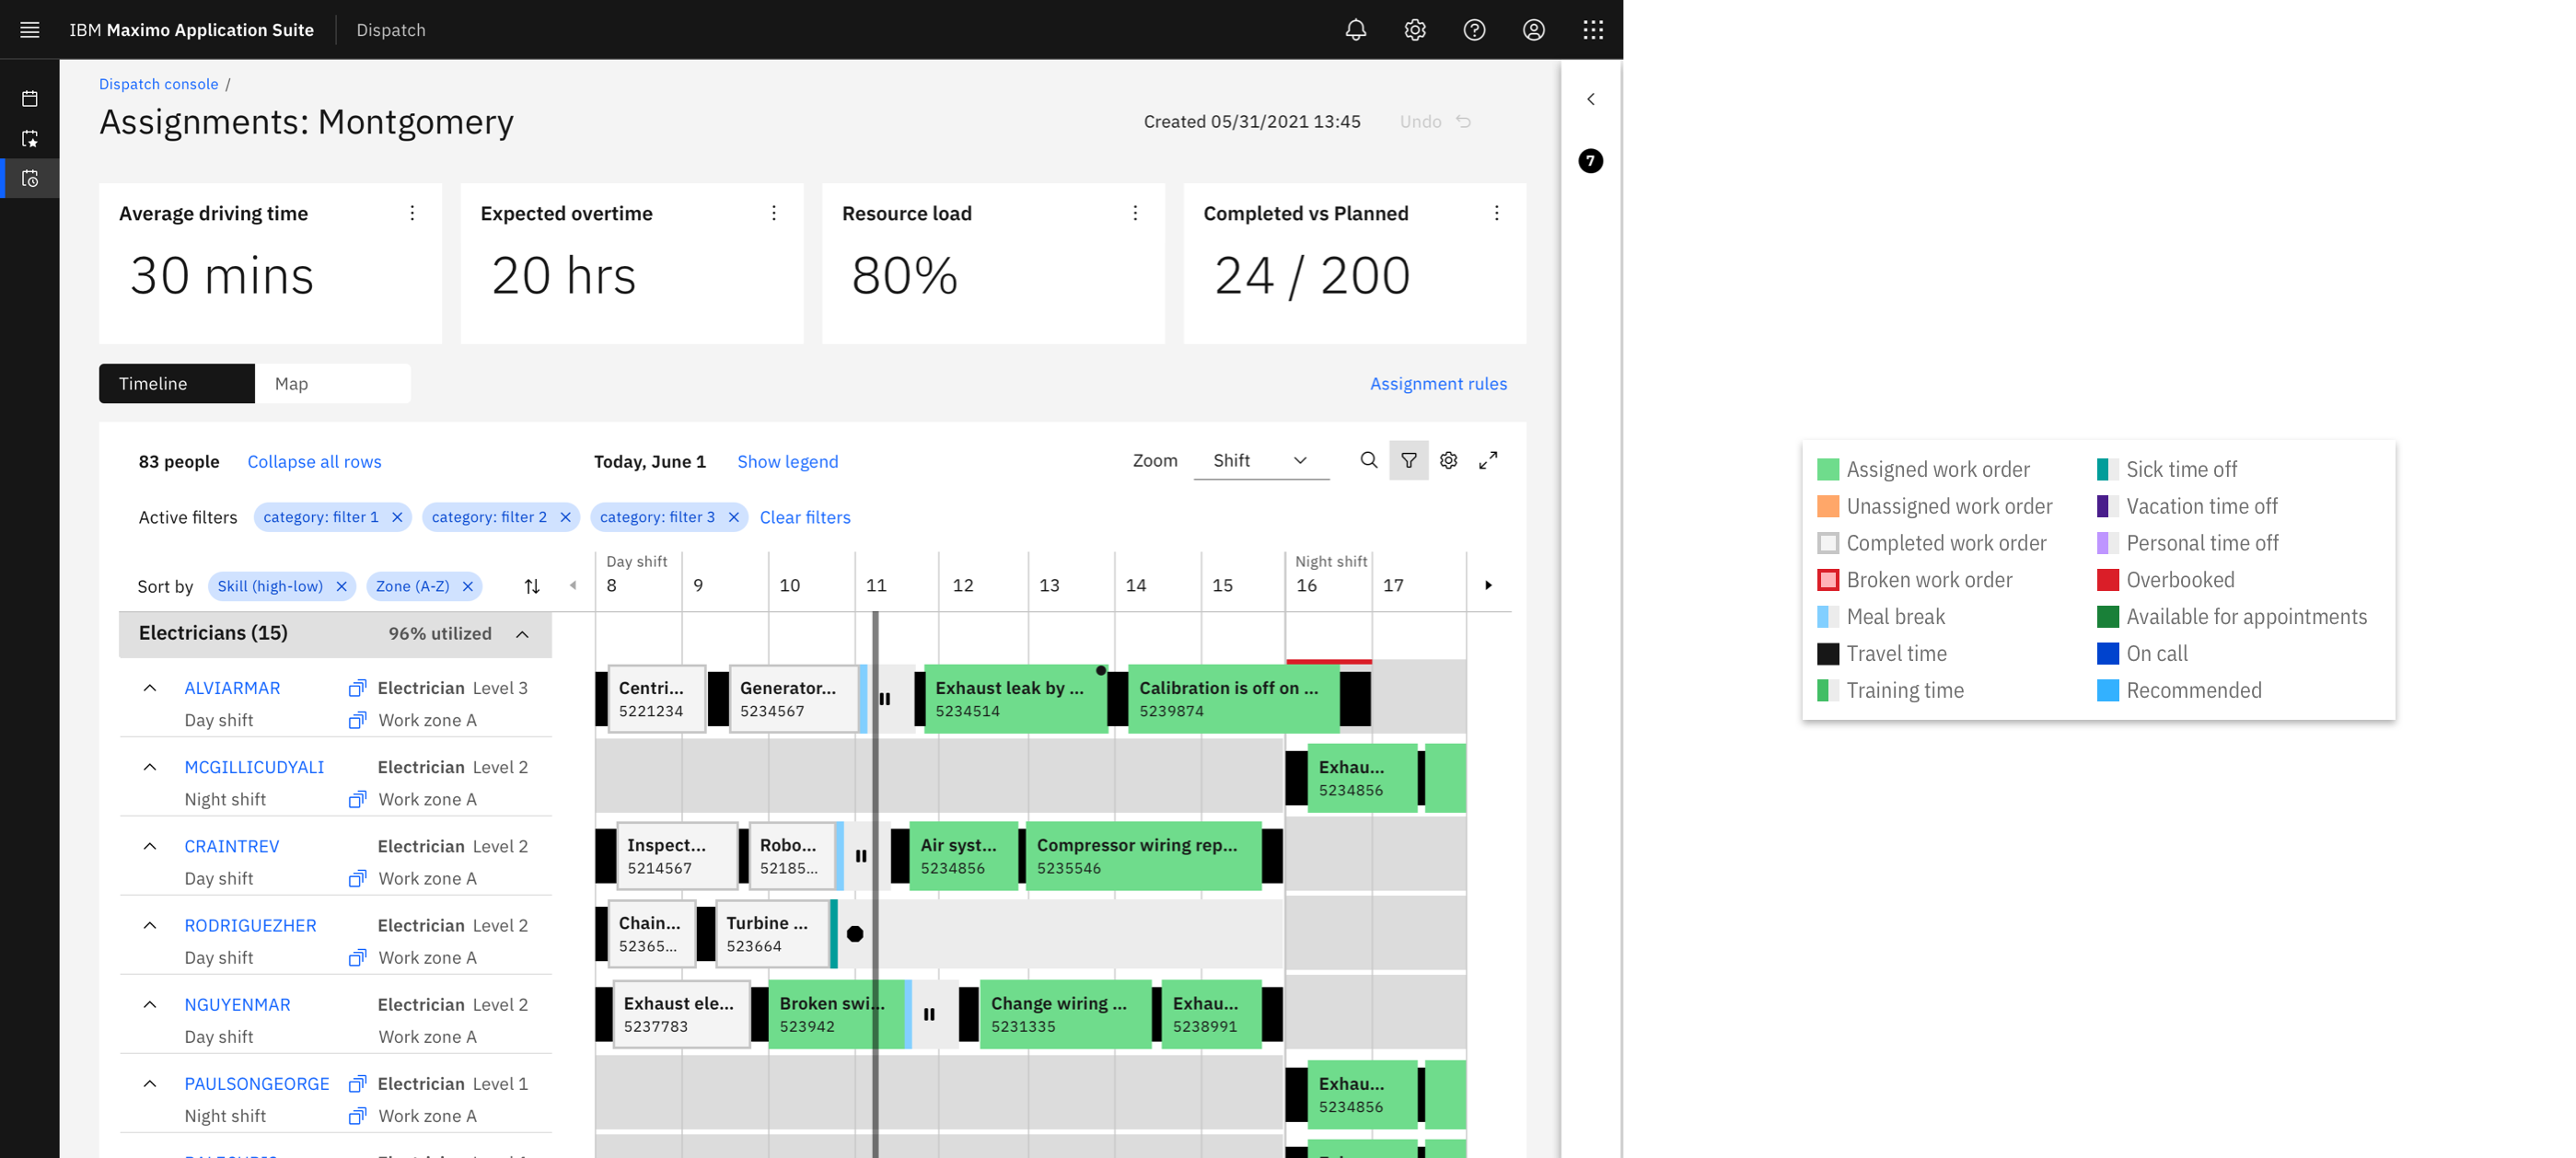 IBM Maximo Application Suite Dispatch
Dispatch console /
Assignments: Montgomery
Created 05/31/2021 13:45 Undo
7
Average driving time
30 mins
Expected overtime
20 hrs
Resource load
80%
Completed vs Planned
24 / 200
Timeline Map
Assignment rules
83 people Collapse all rows Today, June 1 Show legend Zoom Shift
Active filters category: filter 1 category: filter 2 category: filter 3 Clear filters
Sort by Skill (high-low) Zone (A-Z)
Day shift Night shift
8 9 10 11 12 13 14 15 16 17
Electricians (15) 96% utilized
ALVIARMAR Electrician Level 3
Day shift Work zone A
Centri... Generator... Exhaust leak by ... Calibration is off on ...
5221234 5234567 5234514 5239874
MCGILLICUDYALI Electrician Level 2
Night shift Work zone A
Exhau...
5234856
CRAINTREV Electrician Level 2
Day shift Work zone A
Inspect... Robo... Air syst... Compressor wiring rep...
5214567 52185... 5234856 5235546
RODRIGUEZHER Electrician Level 2
Day shift Work zone A
Chain... Turbine ...
52365... 523664
NGUYENMAR Electrician Level 2
Day shift Work zone A
Exhaust ele... Broken swi... Change wiring ... Exhau...
5237783 523942 5231335 5238991
PAULSONGEORGE Electrician Level 1
Night shift Work zone A
Exhau...
5234856
Assigned work order
Unassigned work order
Completed work order
Broken work order
Meal break
Travel time
Training time
Sick time off
Vacation time off
Personal time off
Overbooked
Available for appointments
On call
Recommended